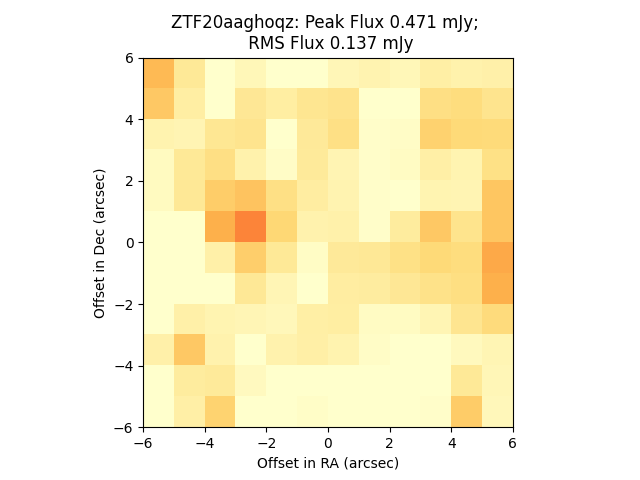 ZTF20aaghoqz: Peak Flux 0.471 mJy;
RMS Flux 0.137 mJy
6
4
2
0
−2
−4
−6
Offset in Dec (arcsec)
−6 −4 −2 0 2 4 6
Offset in RA (arcsec)